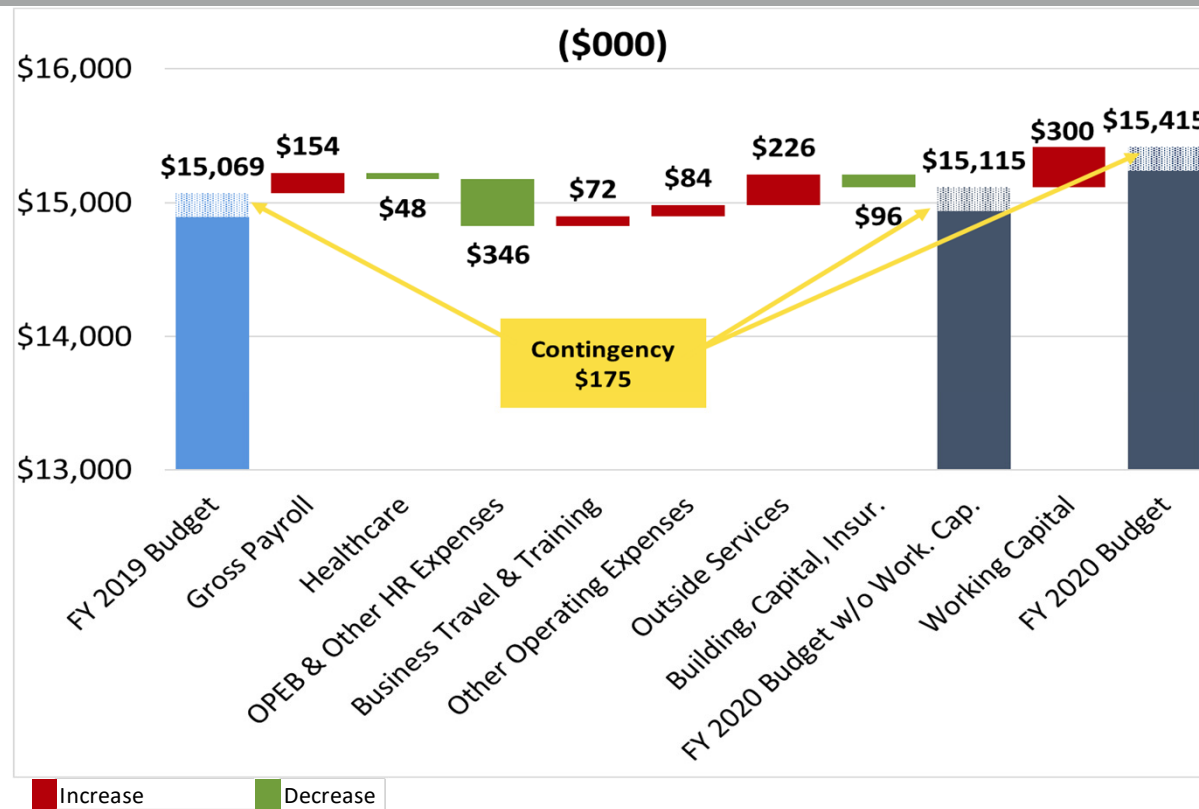 ($000)
$16,000
$15,000
$14,000
$13,000
$15,069
$154
$48
$346
$72
$84
$226
$96
$15,115
$300
$15,415
Contingency
$175
FY 2019 Budget
Gross Payroll
Healthcare
OPEB & Other HR Expenses
Business Travel & Training
Other Operating Expenses
Outside Services
Building, Capital, Insur.
FY 2020 Budget w/o Work. Cap.
Working Capital
FY 2020 Budget
Increase
Decrease